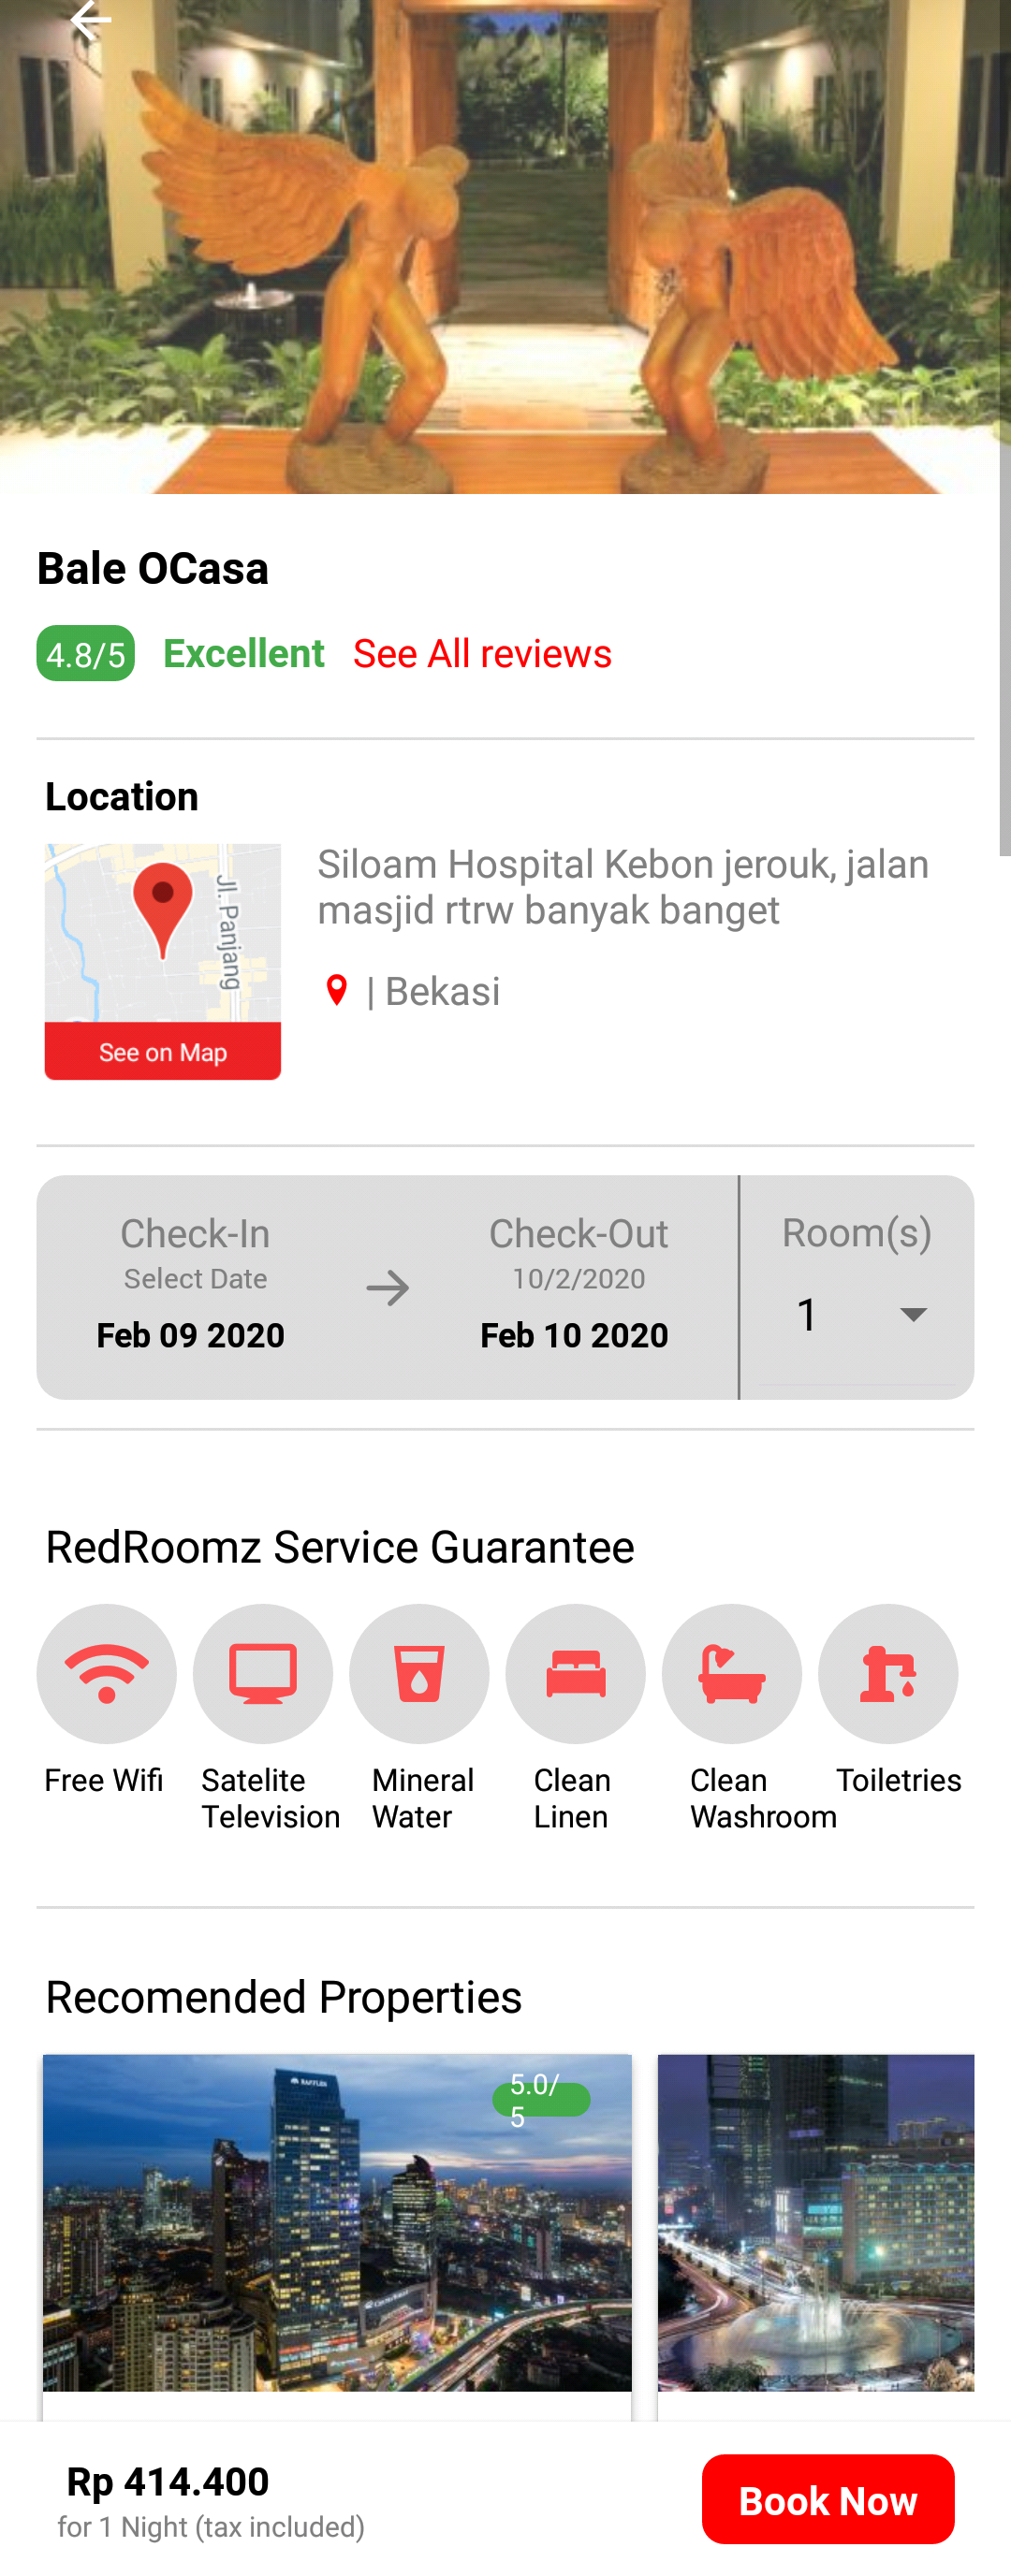 Bale OCasa
4.8/5 Excellent See All reviews
Location
Jl. Panjang
See on Map
Siloam Hospital Kebon jerouk, jalan
masjid rtrw banyak banget
| Bekasi
Check-In
Select Date
Feb 09 2020
Check-Out
10/2/2020
Feb 10 2020
Room(s)
1
RedRoomz Service Guarantee
Free Wifi
Satelite
Television
Mineral
Water
Clean
Linen
Clean
Washroom
Toiletries
Recomended Properties
RAFFLES
5.0/
5
Rp 414.400
for 1 Night (tax included)
Book Now